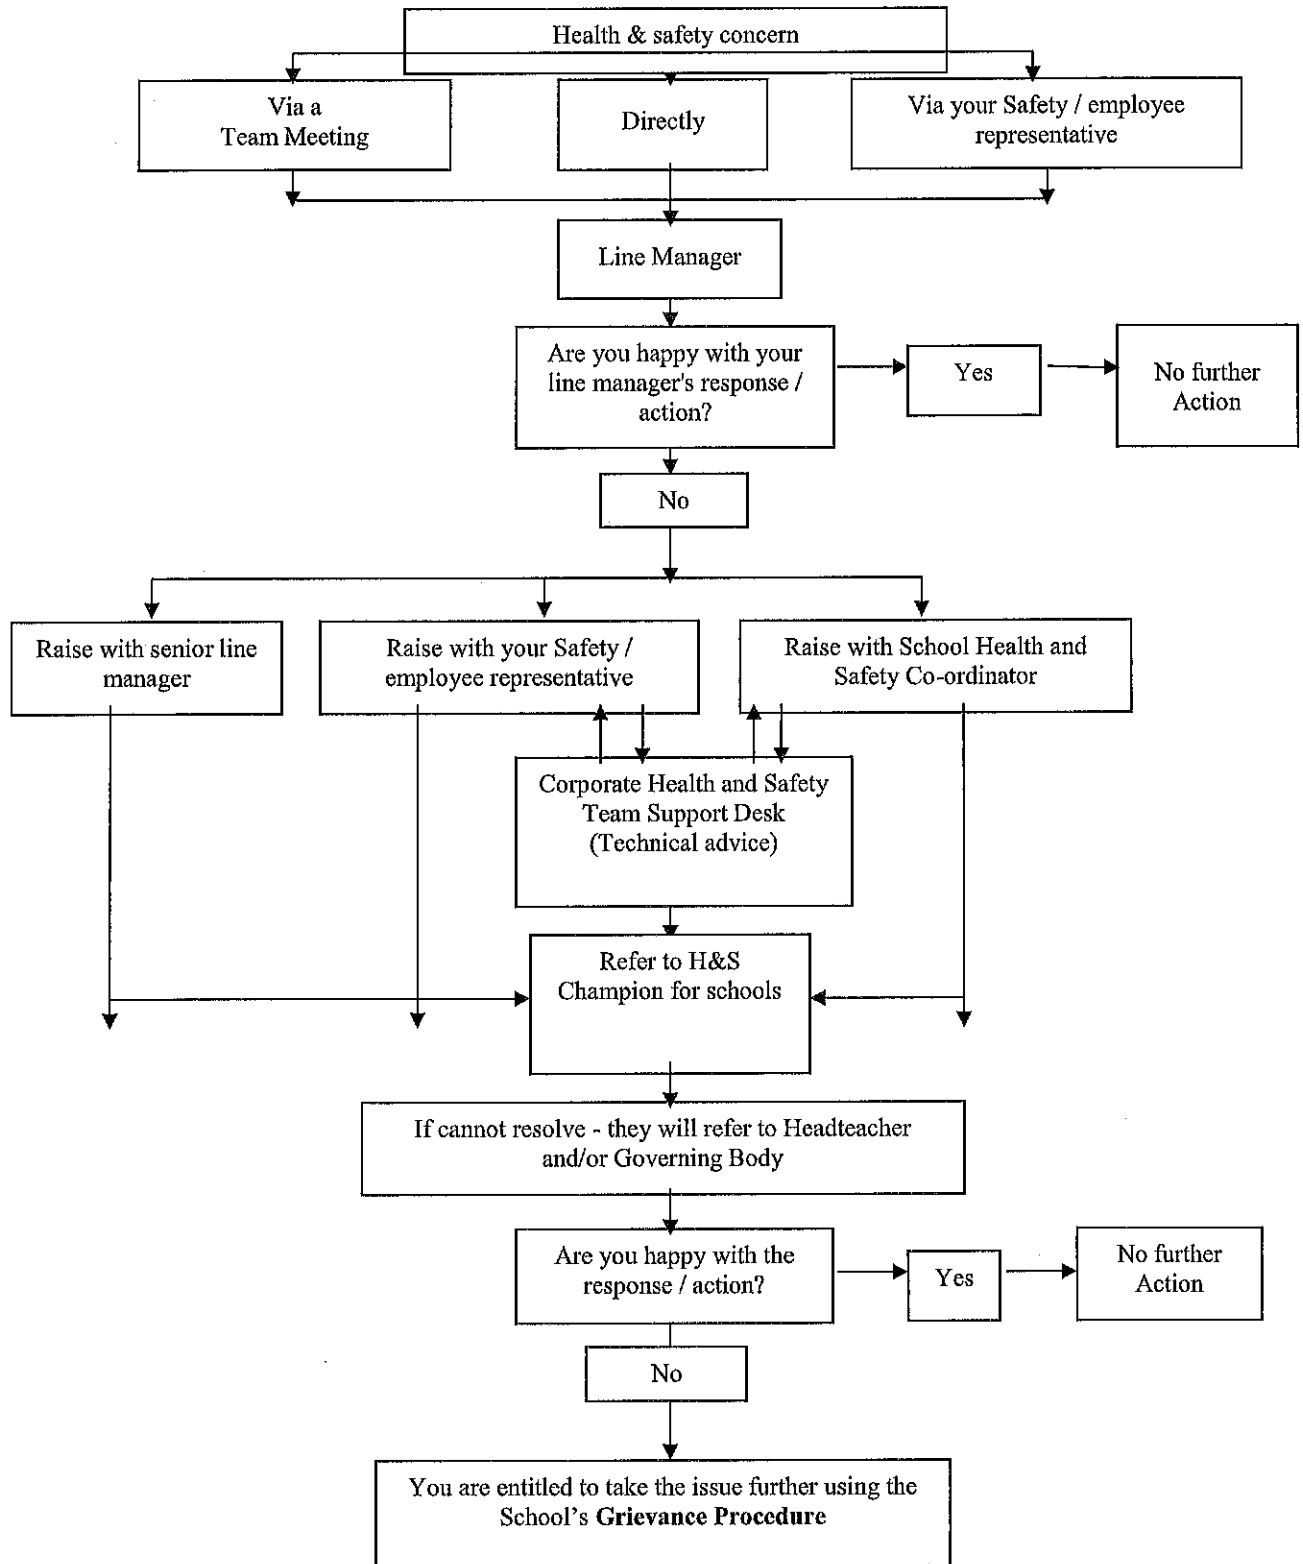 Health & safety concern
Via a
Team Meeting
Directly
Via your Safety / employee
representative
Line Manager
Are you happy with your
line manager's response /
action?
Yes
No further
Action
No
Raise with senior line
manager
Raise with your Safety /
employee representative
Raise with School Health and
Safety Co-ordinator
Corporate Health and Safety
Team Support Desk
(Technical advice)
Refer to H&S
Champion for schools
If cannot resolve - they will refer to Headteacher
and/or Governing Body
Are you happy with the
response / action?
Yes
No further
Action
No
You are entitled to take the issue further using the
School's Grievance Procedure